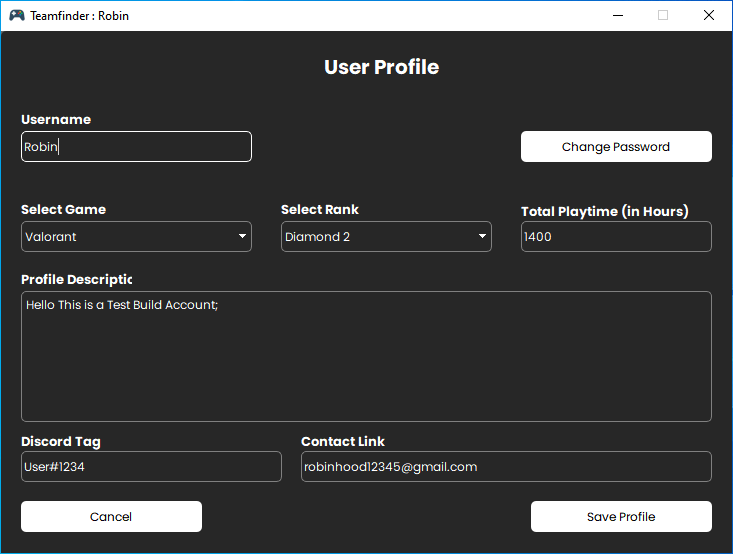 Teamfinder : Robin
User Profile
Username
Robin
Change Password
Select Game
Select Rank
Total Playtime (in Hours)
Valorant
Diamond 2
1400
Profile Descriptic
Hello This is a Test Build Account;
Discord Tag
Contact Link
User#1234
robinhood12345@gmail.com
Cancel
Save Profile